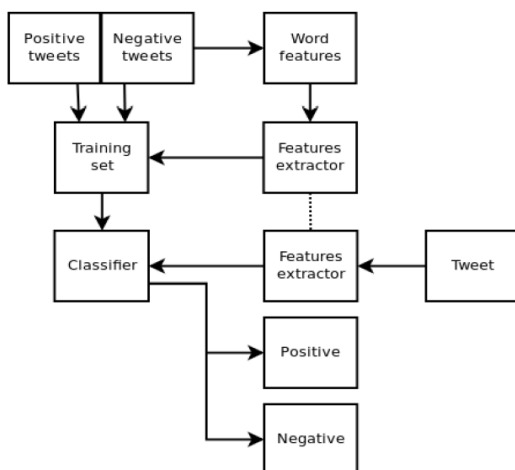 Positive
tweets
Negative
tweets
Word
features
Training
set
Features
extractor
Classifier
Features
extractor
Tweet
Positive
Negative